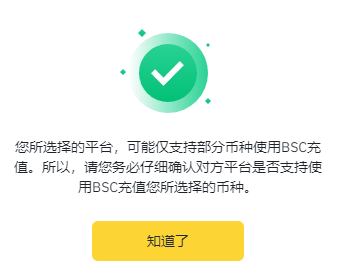 您所选择的平台，可能仅支持部分币种使用BSC充
值。所以，请您务必仔细确认对方平台是否支持使
用BSC充值您所选择的币种。
知道了